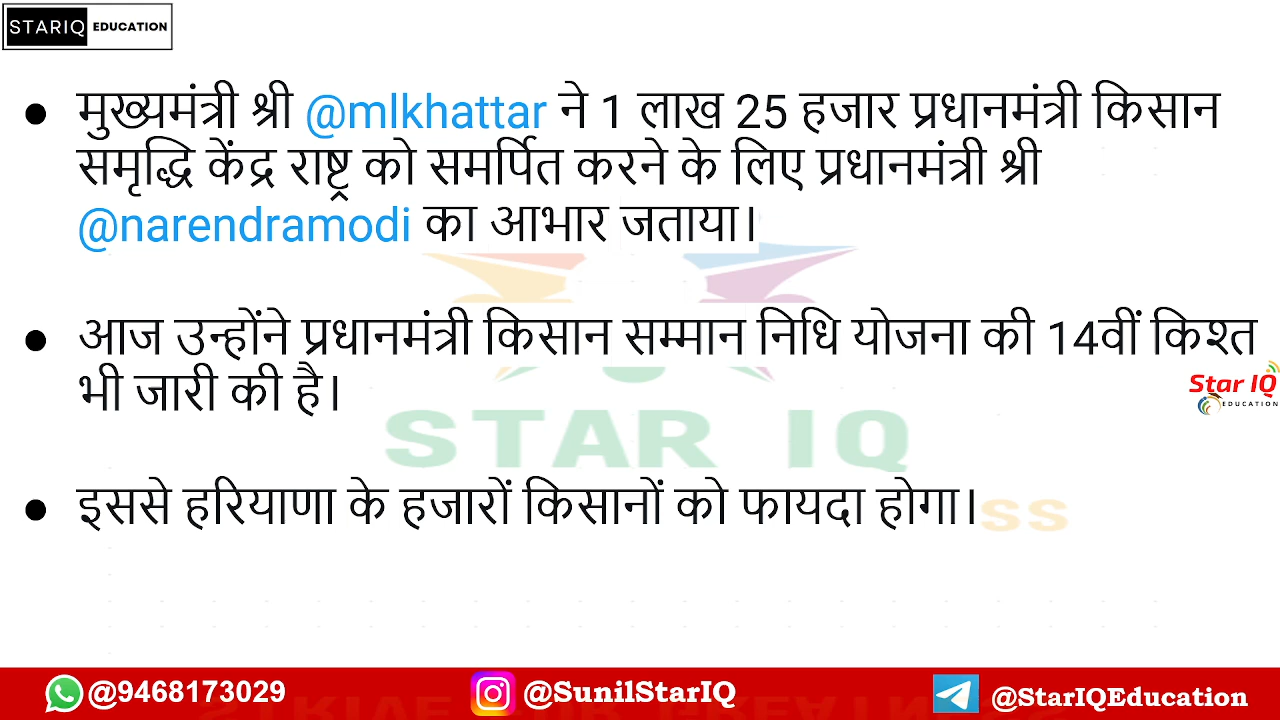 STARIQ EDUCATION
● मुख्यमंत्री श्री @mlkhattar ने 1 लाख 25 हजार प्रधानमंत्री किसान
समृद्धि केंद्र राष्ट्र को समर्पित करने के लिए प्रधानमंत्री श्री
@narendramodi का आभार जताया।
● आज उन्होंने प्रधानमंत्री किसान सम्मान निधि योजना की 14वीं किश्त
भी जारी की है।
Star IQ
EDUCATION
STAR IQ
● इससे हरियाणा के हजारों किसानों को फायदा होगा।
ss
@9468173029 @SunilStarIQ @StarIQEducation